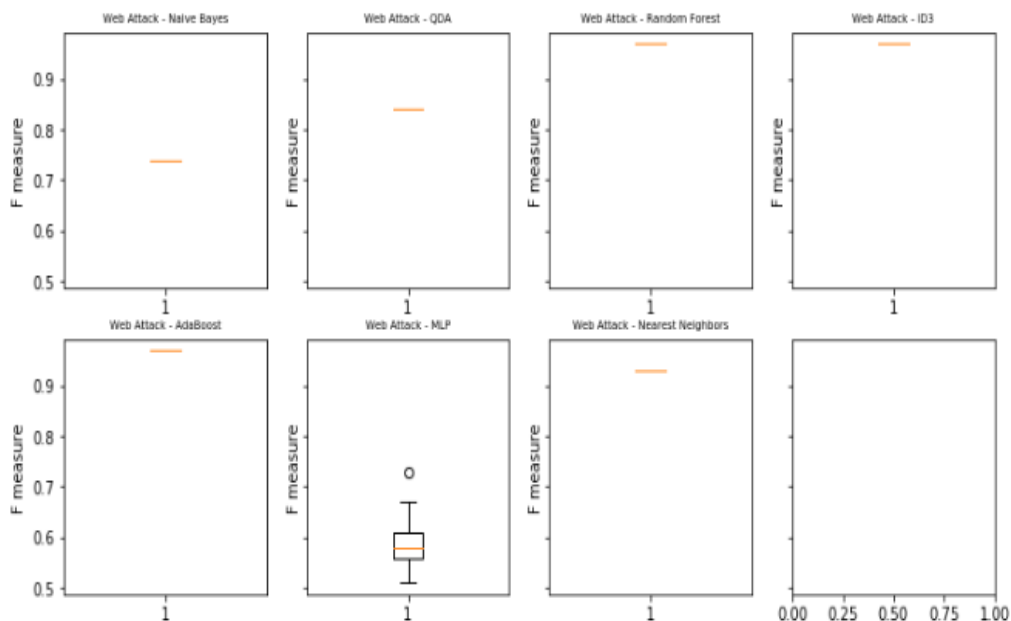 Web Attack - Naive Bayes
Web Attack - QDA
Web Attack - Random Forest
Web Attack - ID3
F measure
0.9
0.8
0.7
0.6
0.5
1
F measure
1
F measure
1
F measure
1
Web Attack - AdaBoost
Web Attack - MLP
Web Attack - Nearest Neighbors
F measure
0.9
0.8
0.7
0.6
0.5
1
F measure
1
F measure
1
0.00 0.25 0.50 0.75 1.00